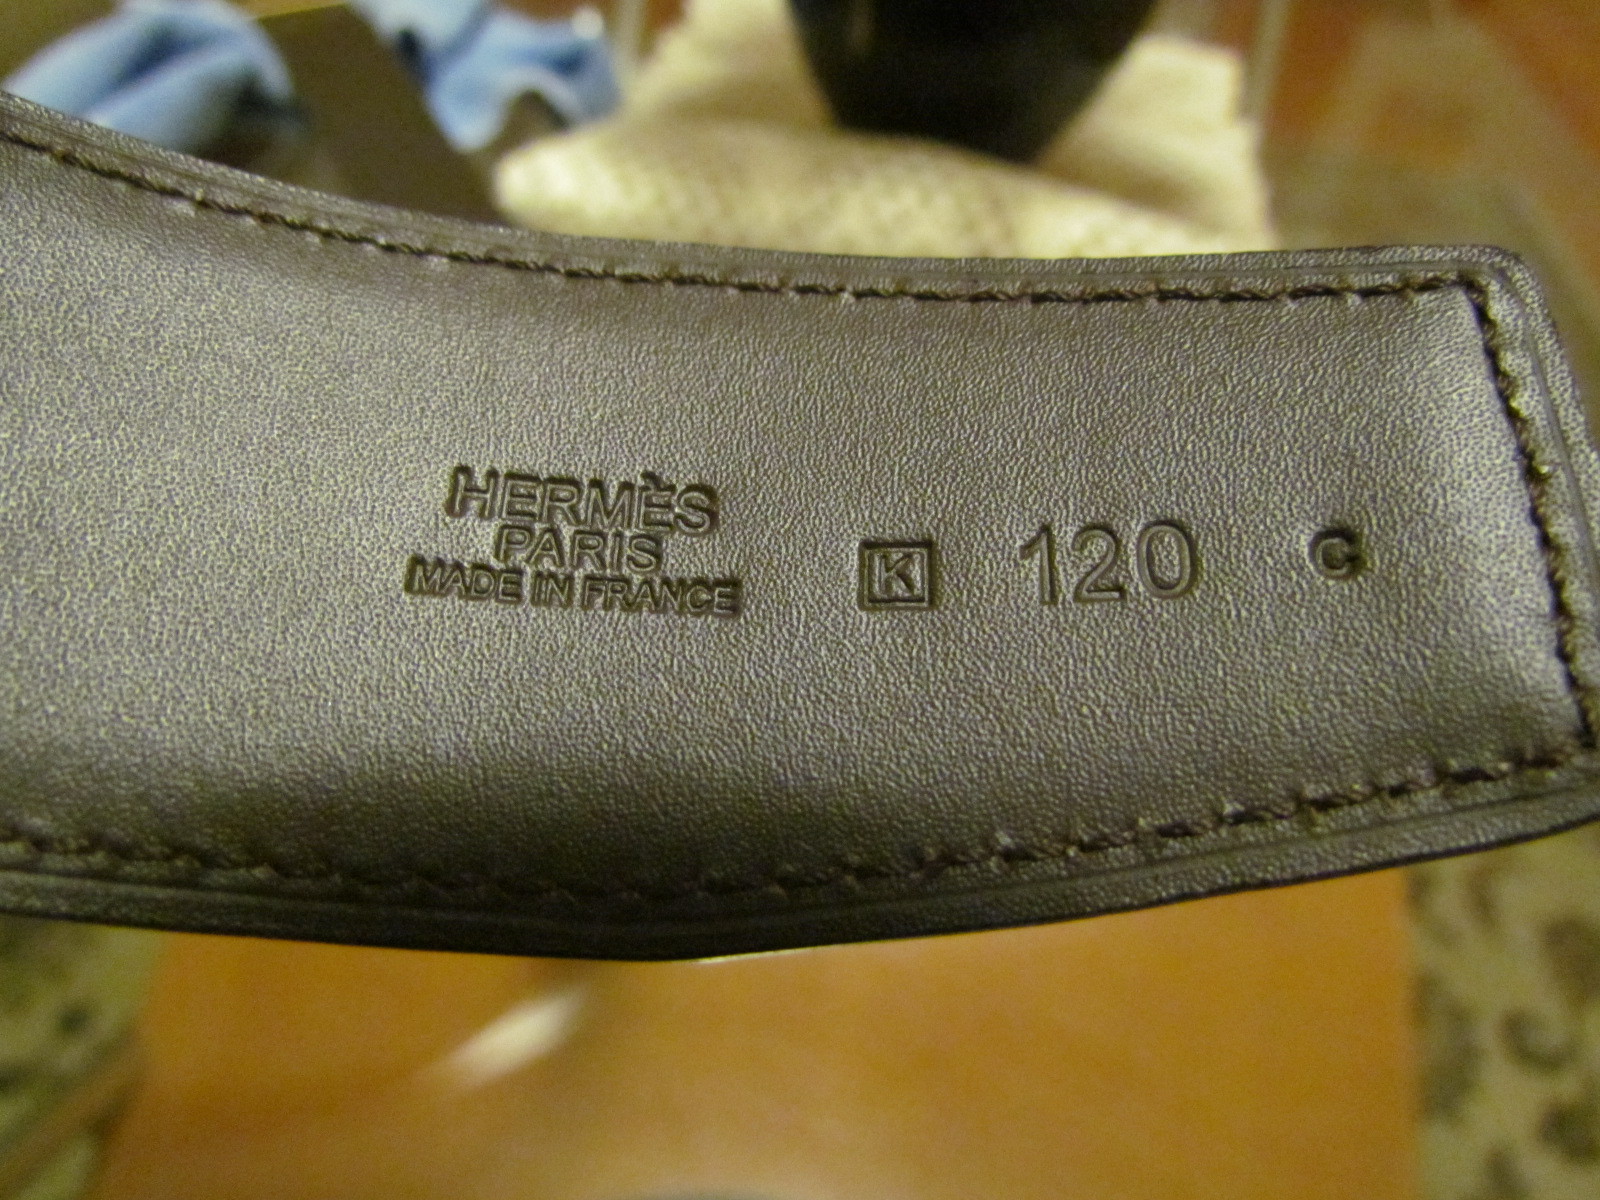 HERMÈS
PARIS
MADE IN FRANCE
K 120 C